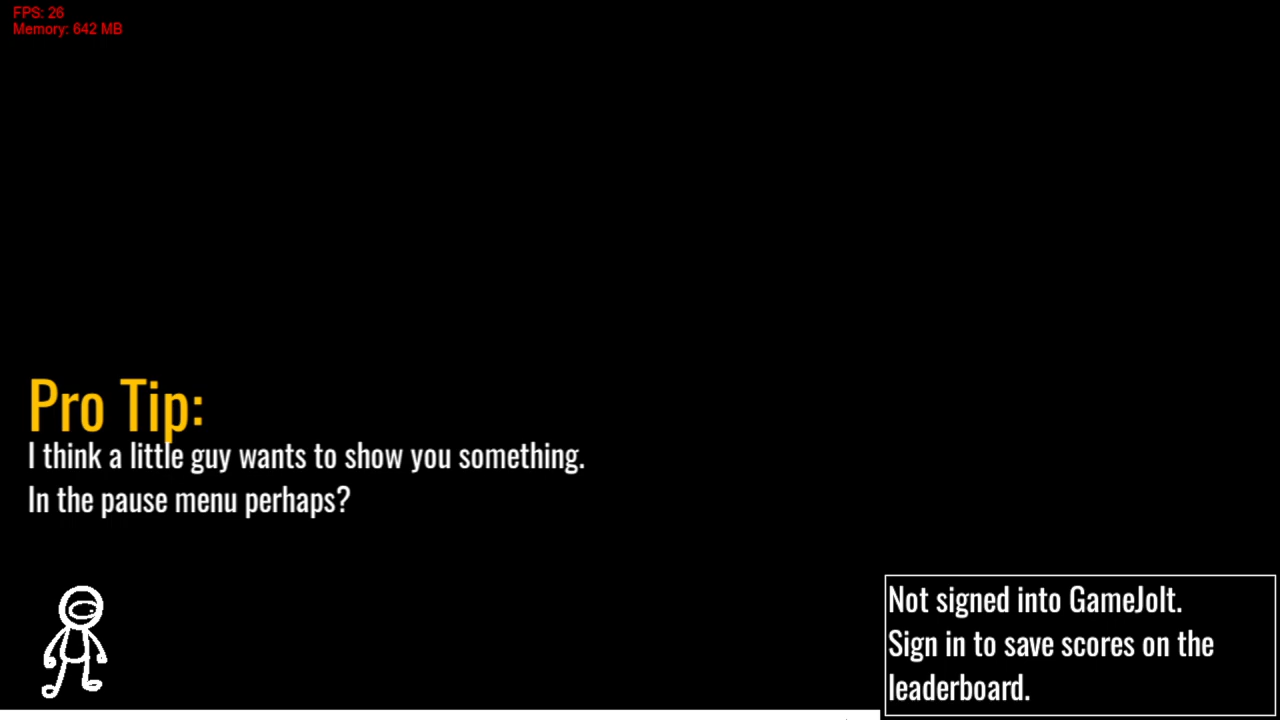 FPS: 26
Memory: 642 MB
Pro Tip:
I think a little guy wants to show you something.
In the pause menu perhaps?
Not signed into GameJolt.
Sign in to save scores on the
leaderboard.